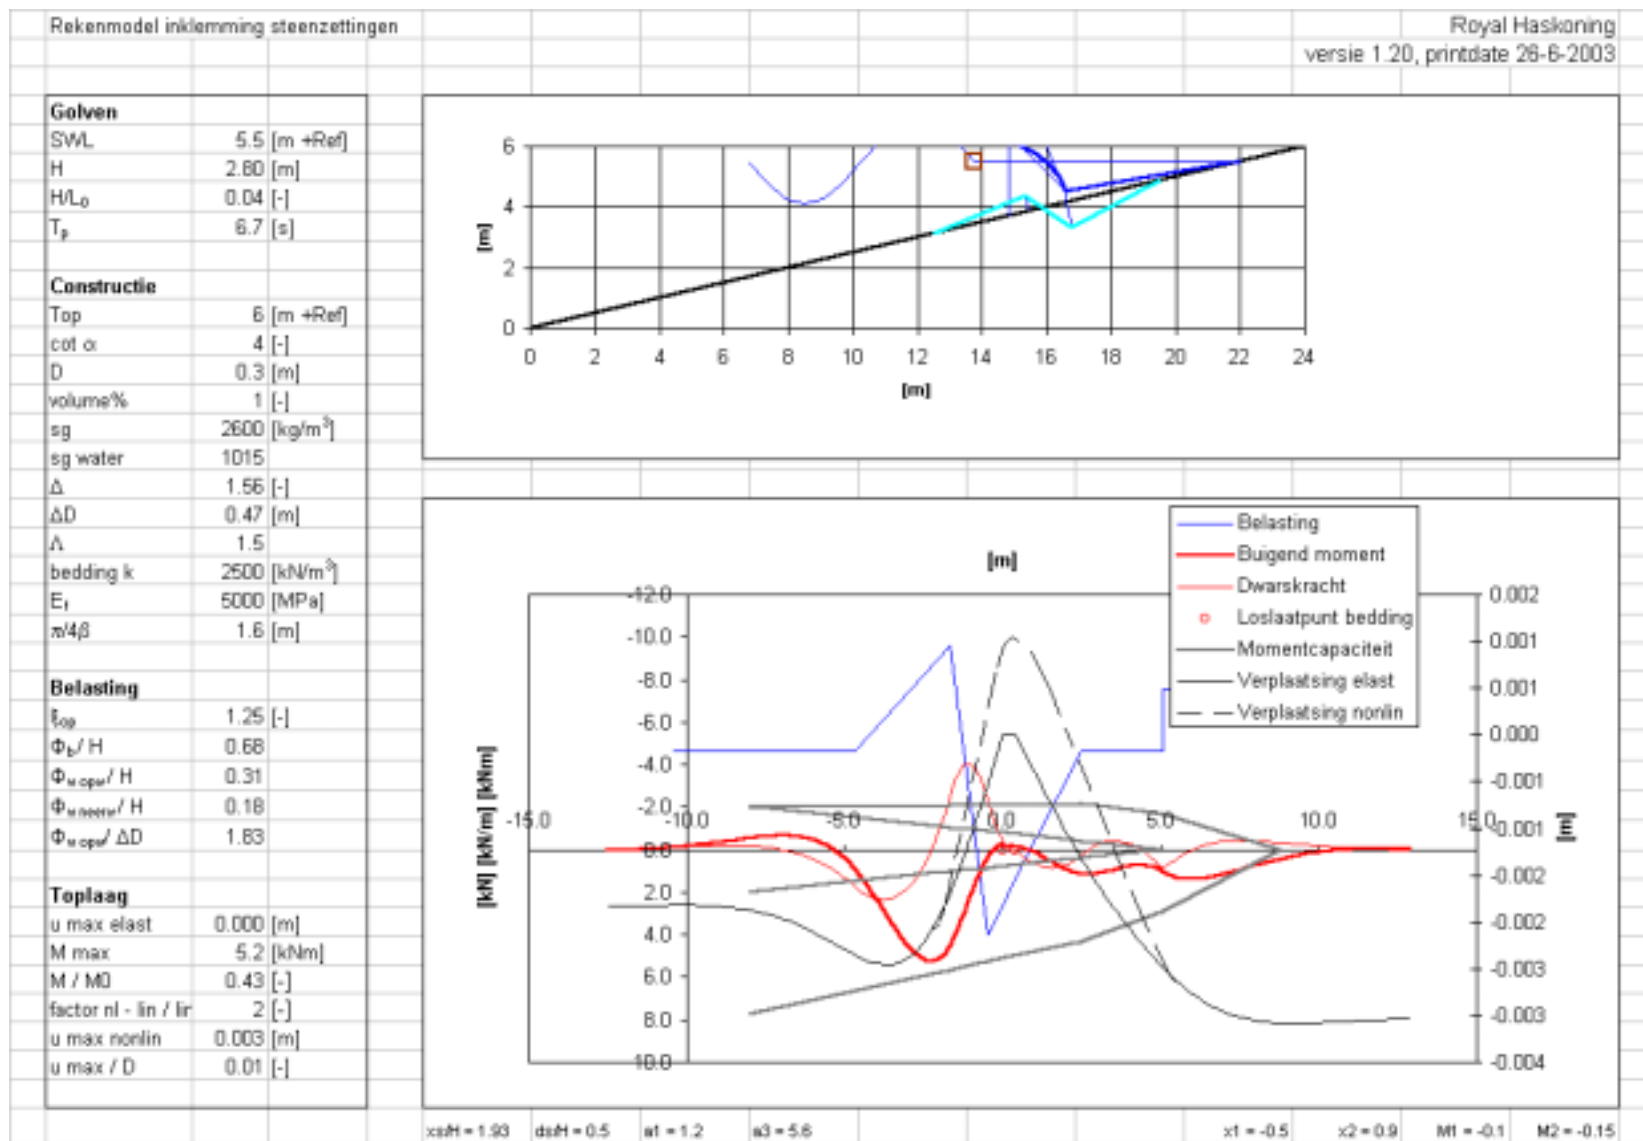 Rekenmodel inklemming steenzettingen
Royal Haskoning
versie 1.20, printdate 26-6-2003
Golven
SWL 5.5 [m +Ref]
H 2.80 [m]
H/L₀ 0.04 [-]
Tₚ 6.7 [s]
Constructie
Top 6 [m +Ref]
cot α 4 [-]
D 0.3 [m]
volume% 1 [-]
sg 2600 [kg/m³]
sg water 1015
Δ 1.56 [-]
ΔD 0.47 [m]
Λ 1.5
bedding k 2500 [kN/m³]
E 5000 [MPa]
π/4β 1.6 [m]
Belasting
ξop 1.25 [-]
Φb/ H 0.68
Φw opw/ H 0.31
Φw neerw/ H 0.18
Φw opw/ ΔD 1.83
Toplaag
u max elast 0.000 [m]
M max 5.2 [kNm]
M / M0 0.43 [-]
factor nl - lin / lir 2 [-]
u max nonlin 0.003 [m]
u max / D 0.01 [-]
6
4
2
0
[m]
0 2 4 6 8 10 12 14 16 18 20 22 24
[m]
Belasting
Buigend moment
Dwarskracht
Loslaatpunt bedding
Momentcapaciteit
Verplaatsing elast
Verplaatsing nonlin
[m]
-12.0
-10.0
-8.0
-6.0
-4.0
-2.0
0.0
2.0
4.0
6.0
8.0
10.0
[kN] [kN/m] [kNm]
-15.0 -10.0 -5.0 0.0 5.0 10.0 15.0
0.002
0.001
0.001
0.000
-0.001
-0.001
-0.002
-0.002
-0.003
-0.003
-0.004
[m]
xs/H = 1.93 ds/H = 0.5 a1 = 1.2 a3 = 5.6 x1 = -0.5 x2 = 0.9 M1 = -0.1 M2 = -0.15